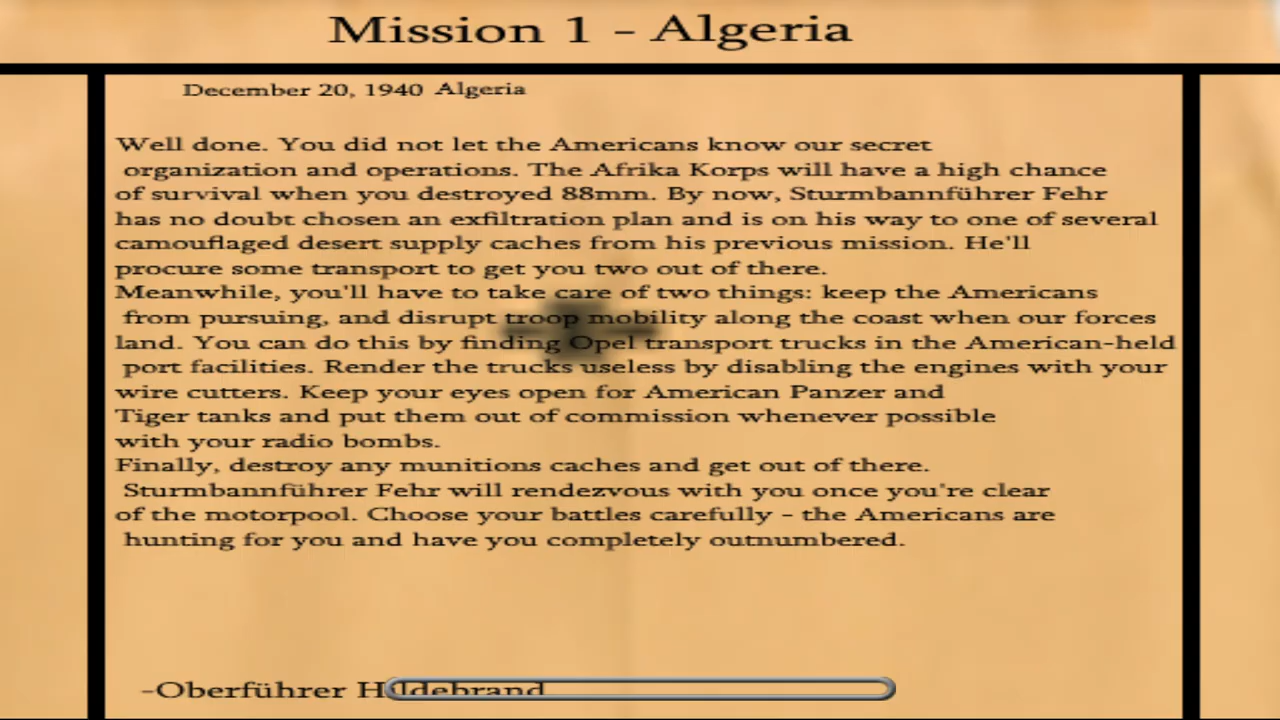 Mission 1 - Algeria
December 20, 1940 Algeria
Well done. You did not let the Americans know our secret
organization and operations. The Afrika Korps will have a high chance
of survival when you destroyed 88mm. By now, Sturmbannführer Fehr
has no doubt chosen an exfiltration plan and is on his way to one of several
camouflaged desert supply caches from his previous mission. He'll
procure some transport to get you two out of there.
Meanwhile, you'll have to take care of two things: keep the Americans
from pursuing, and disrupt troop mobility along the coast when our forces
land. You can do this by finding Opel transport trucks in the American-held
port facilities. Render the trucks useless by disabling the engines with your
wire cutters. Keep your eyes open for American Panzer and
Tiger tanks and put them out of commission whenever possible
with your radio bombs.
Finally, destroy any munitions caches and get out of there.
Sturmbannführer Fehr will rendezvous with you once you're clear
of the motorpool. Choose your battles carefully - the Americans are
hunting for you and have you completely outnumbered.
-Oberführer Hildebrand